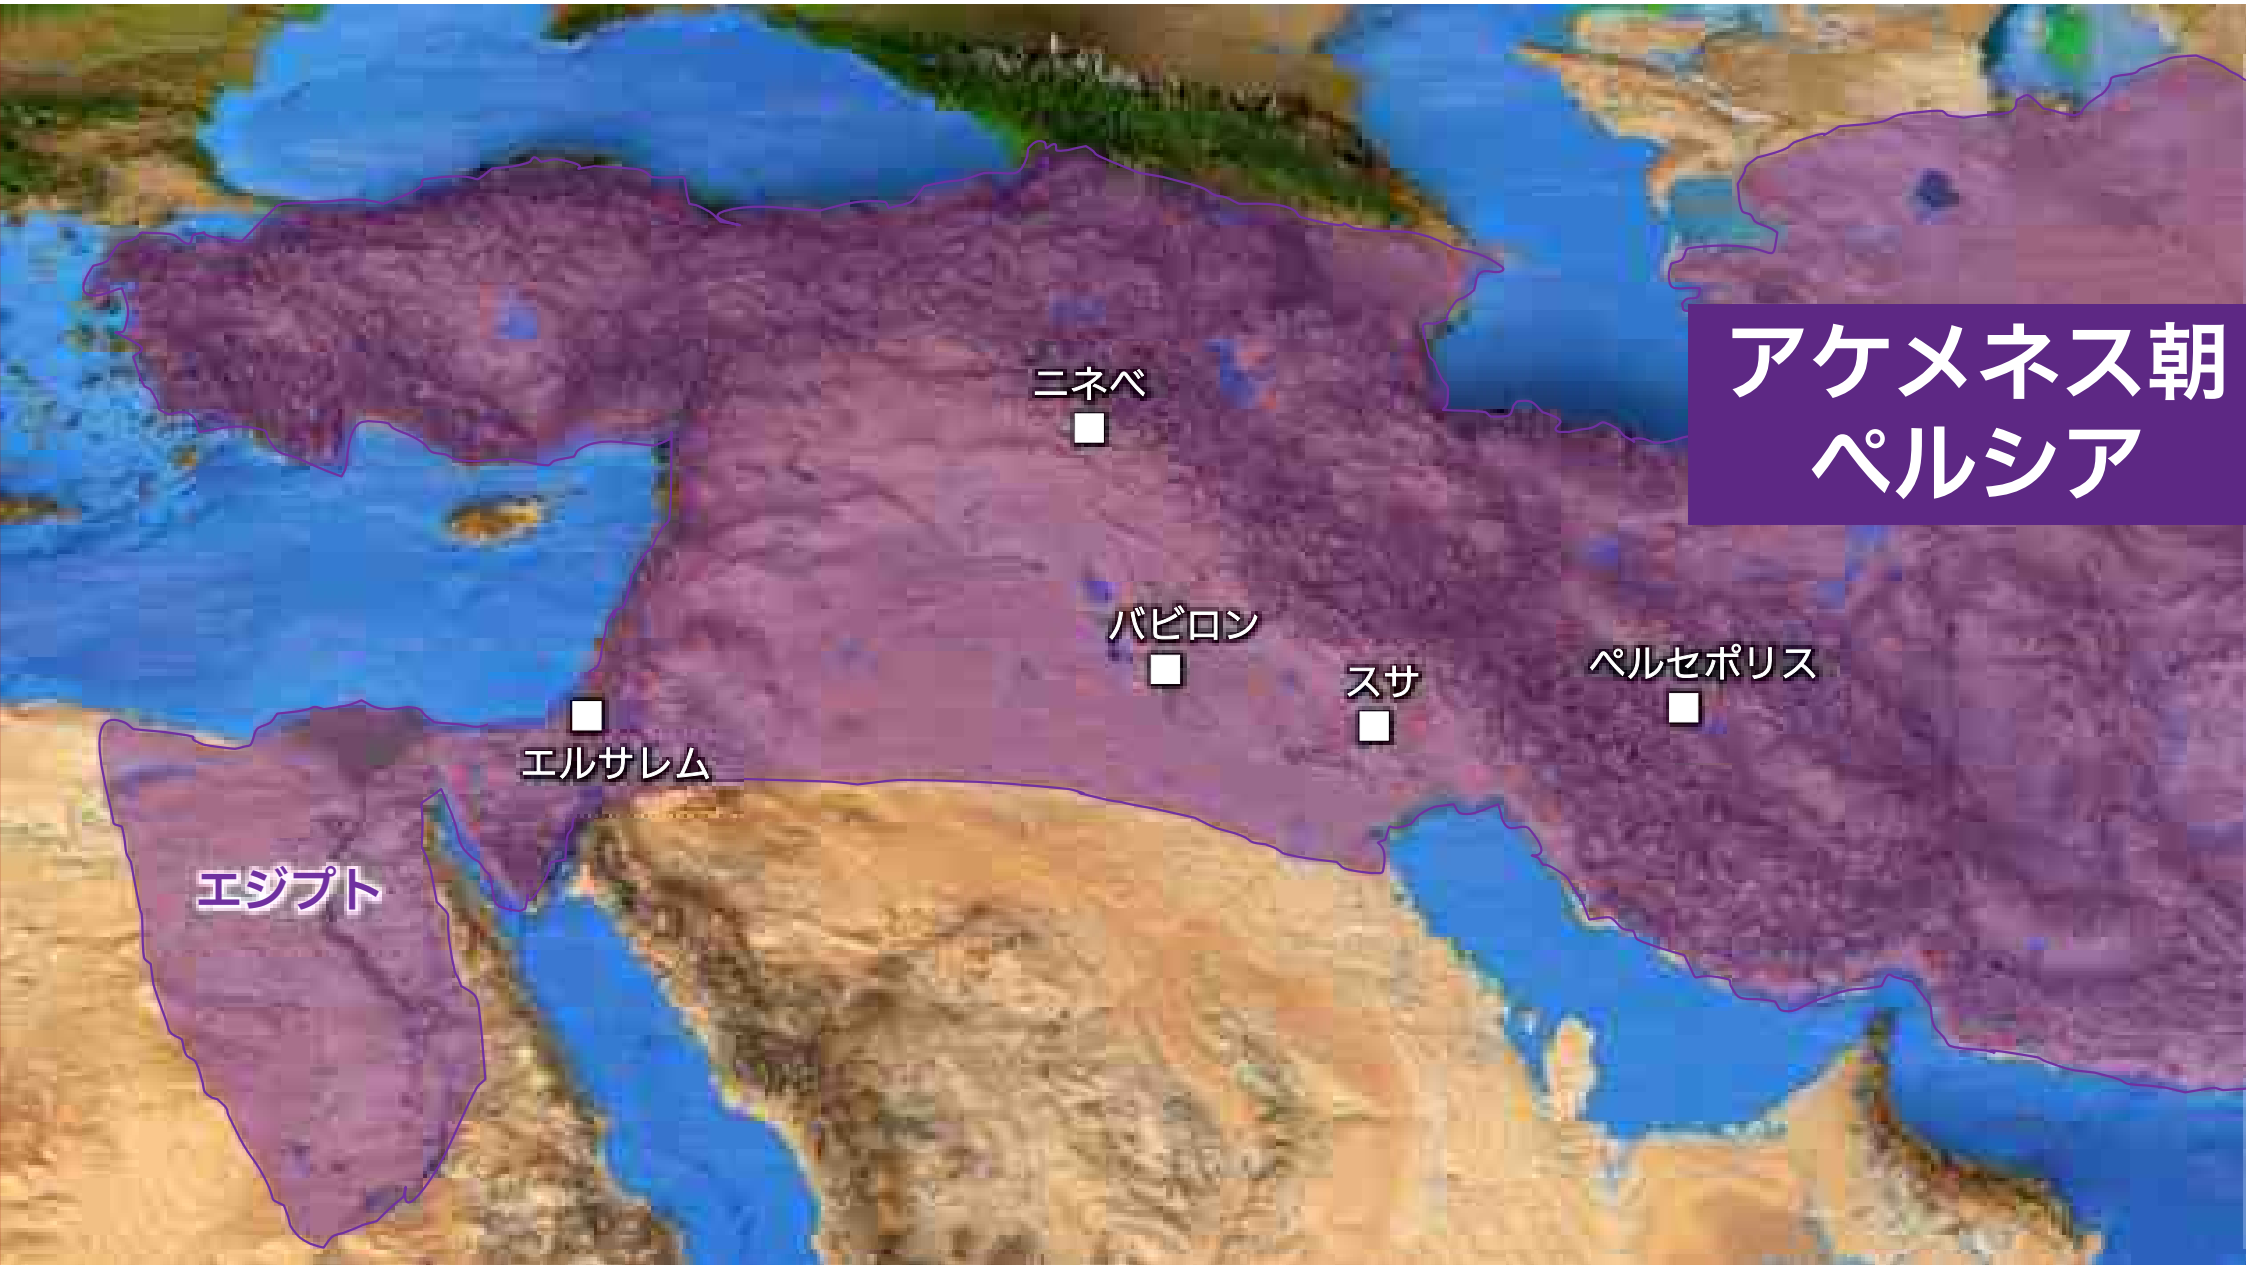 アケメネス朝
ペルシア
ニネベ
バビロン
スサ
ペルセポリス
エルサレム
エジプト